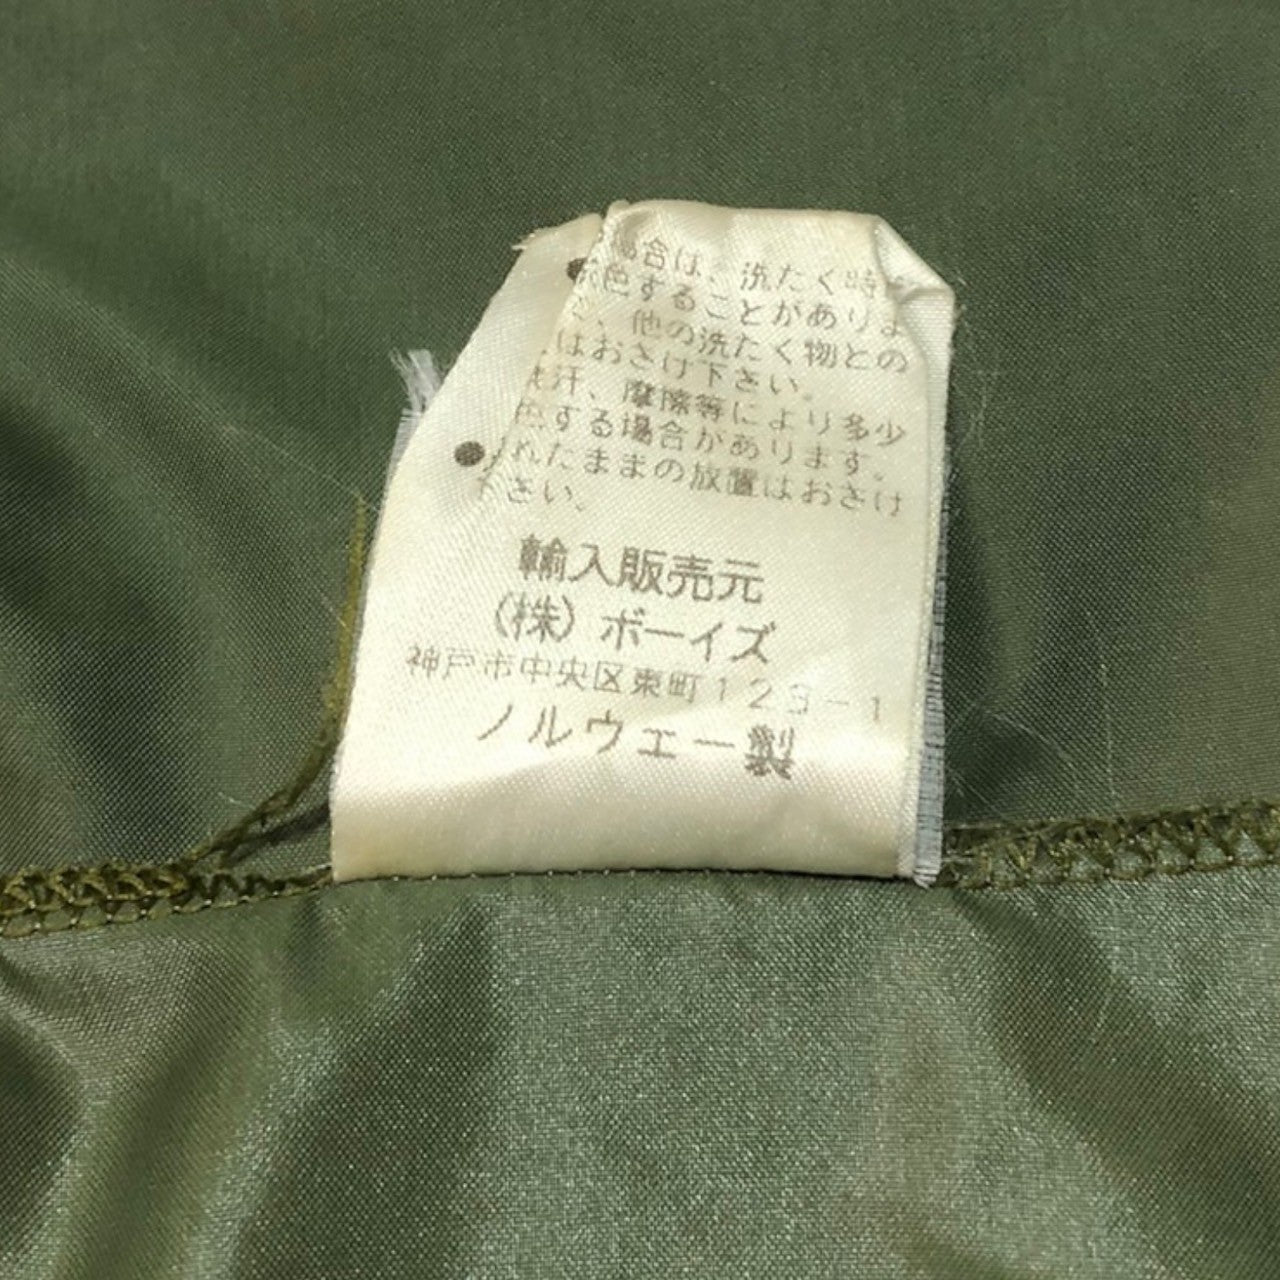 場合は、洗たく時
色することがありま
、他の洗たく物との
はおさけ下さい。
汗、摩擦等により多少
色する場合があります。
れたままの放置はおさけ
下さい。
輸入販売元
(株)ボーイズ
神戸市中央区東町123-1
ノルウェー製